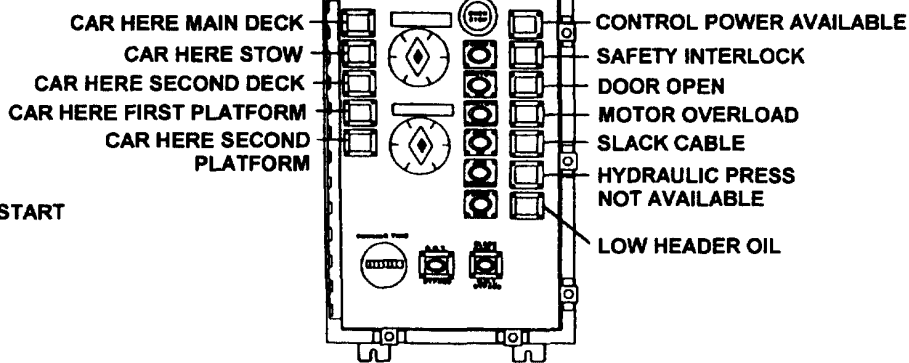 CAR HERE MAIN DECK
CAR HERE STOW
CAR HERE SECOND DECK
CAR HERE FIRST PLATFORM
CAR HERE SECOND
PLATFORM
START
CONTROL POWER AVAILABLE
SAFETY INTERLOCK
DOOR OPEN
MOTOR OVERLOAD
SLACK CABLE
HYDRAULIC PRESS
NOT AVAILABLE
LOW HEADER OIL